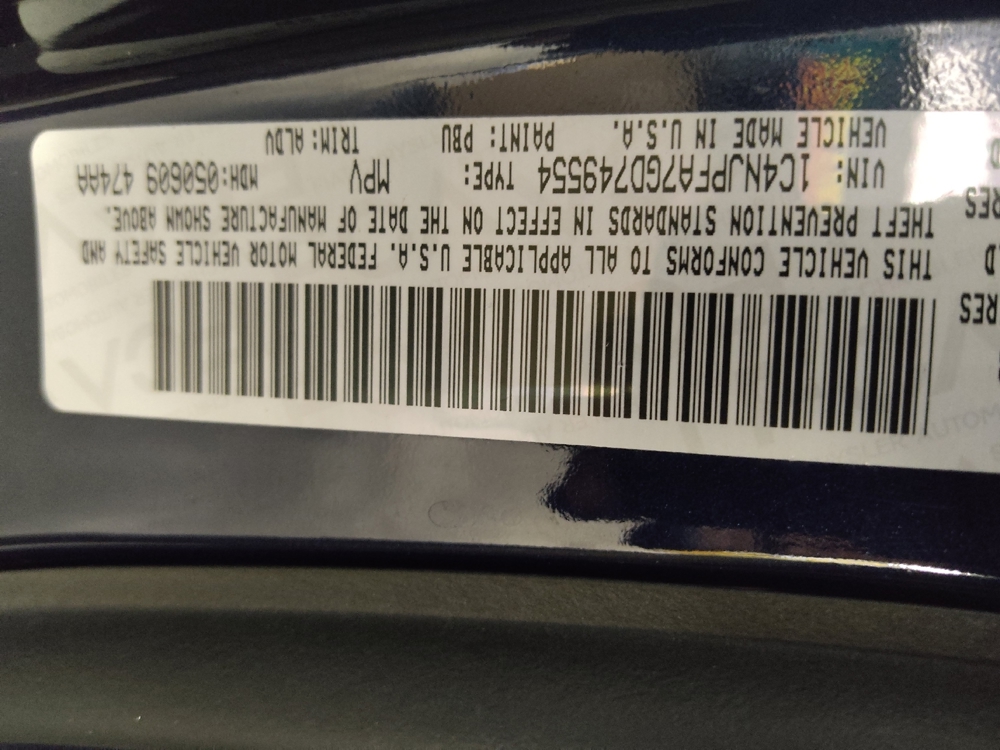 THIS VEHICLE CONFORMS TO ALL APPLICABLE U.S.A. FEDERAL MOTOR VEHICLE SAFETY AND
THEFT PREVENTION STANDARDS IN EFFECT ON THE DATE OF MANUFACTURE SHOWN ABOVE.
VIN: 1C4NJPFA7GD749554 TYPE: MPV MDH:050609 474AA
VEHICLE MADE IN U.S.A. PAINT: PBU TRIM: ALDV